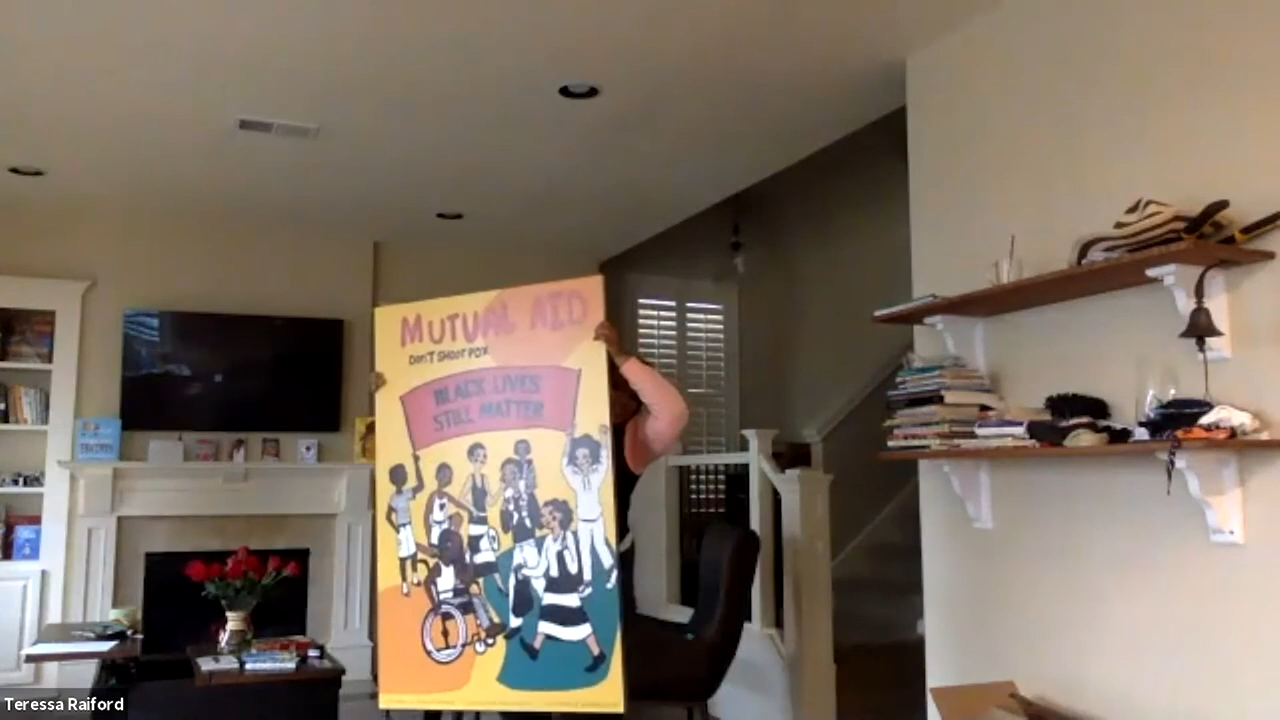 MUTUAL AID
DON'T SHOOT PDX
BLACK LIVES
STILL MATTER
Teressa Raiford